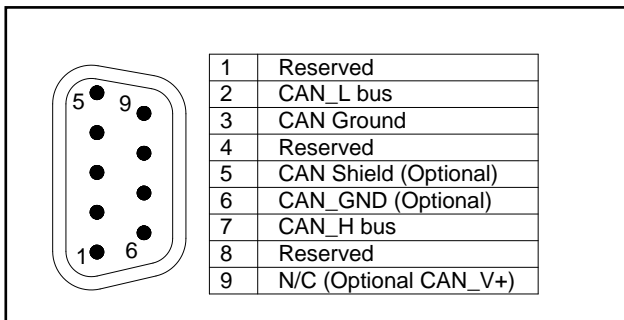 5
9
1
6
1 Reserved
2 CAN_L bus
3 CAN Ground
4 Reserved
5 CAN Shield (Optional)
6 CAN_GND (Optional)
7 CAN_H bus
8 Reserved
9 N/C (Optional CAN_V+)